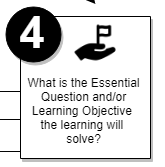 4
What is the Essential
Question and/or
Learning Objective
the learning will
solve?